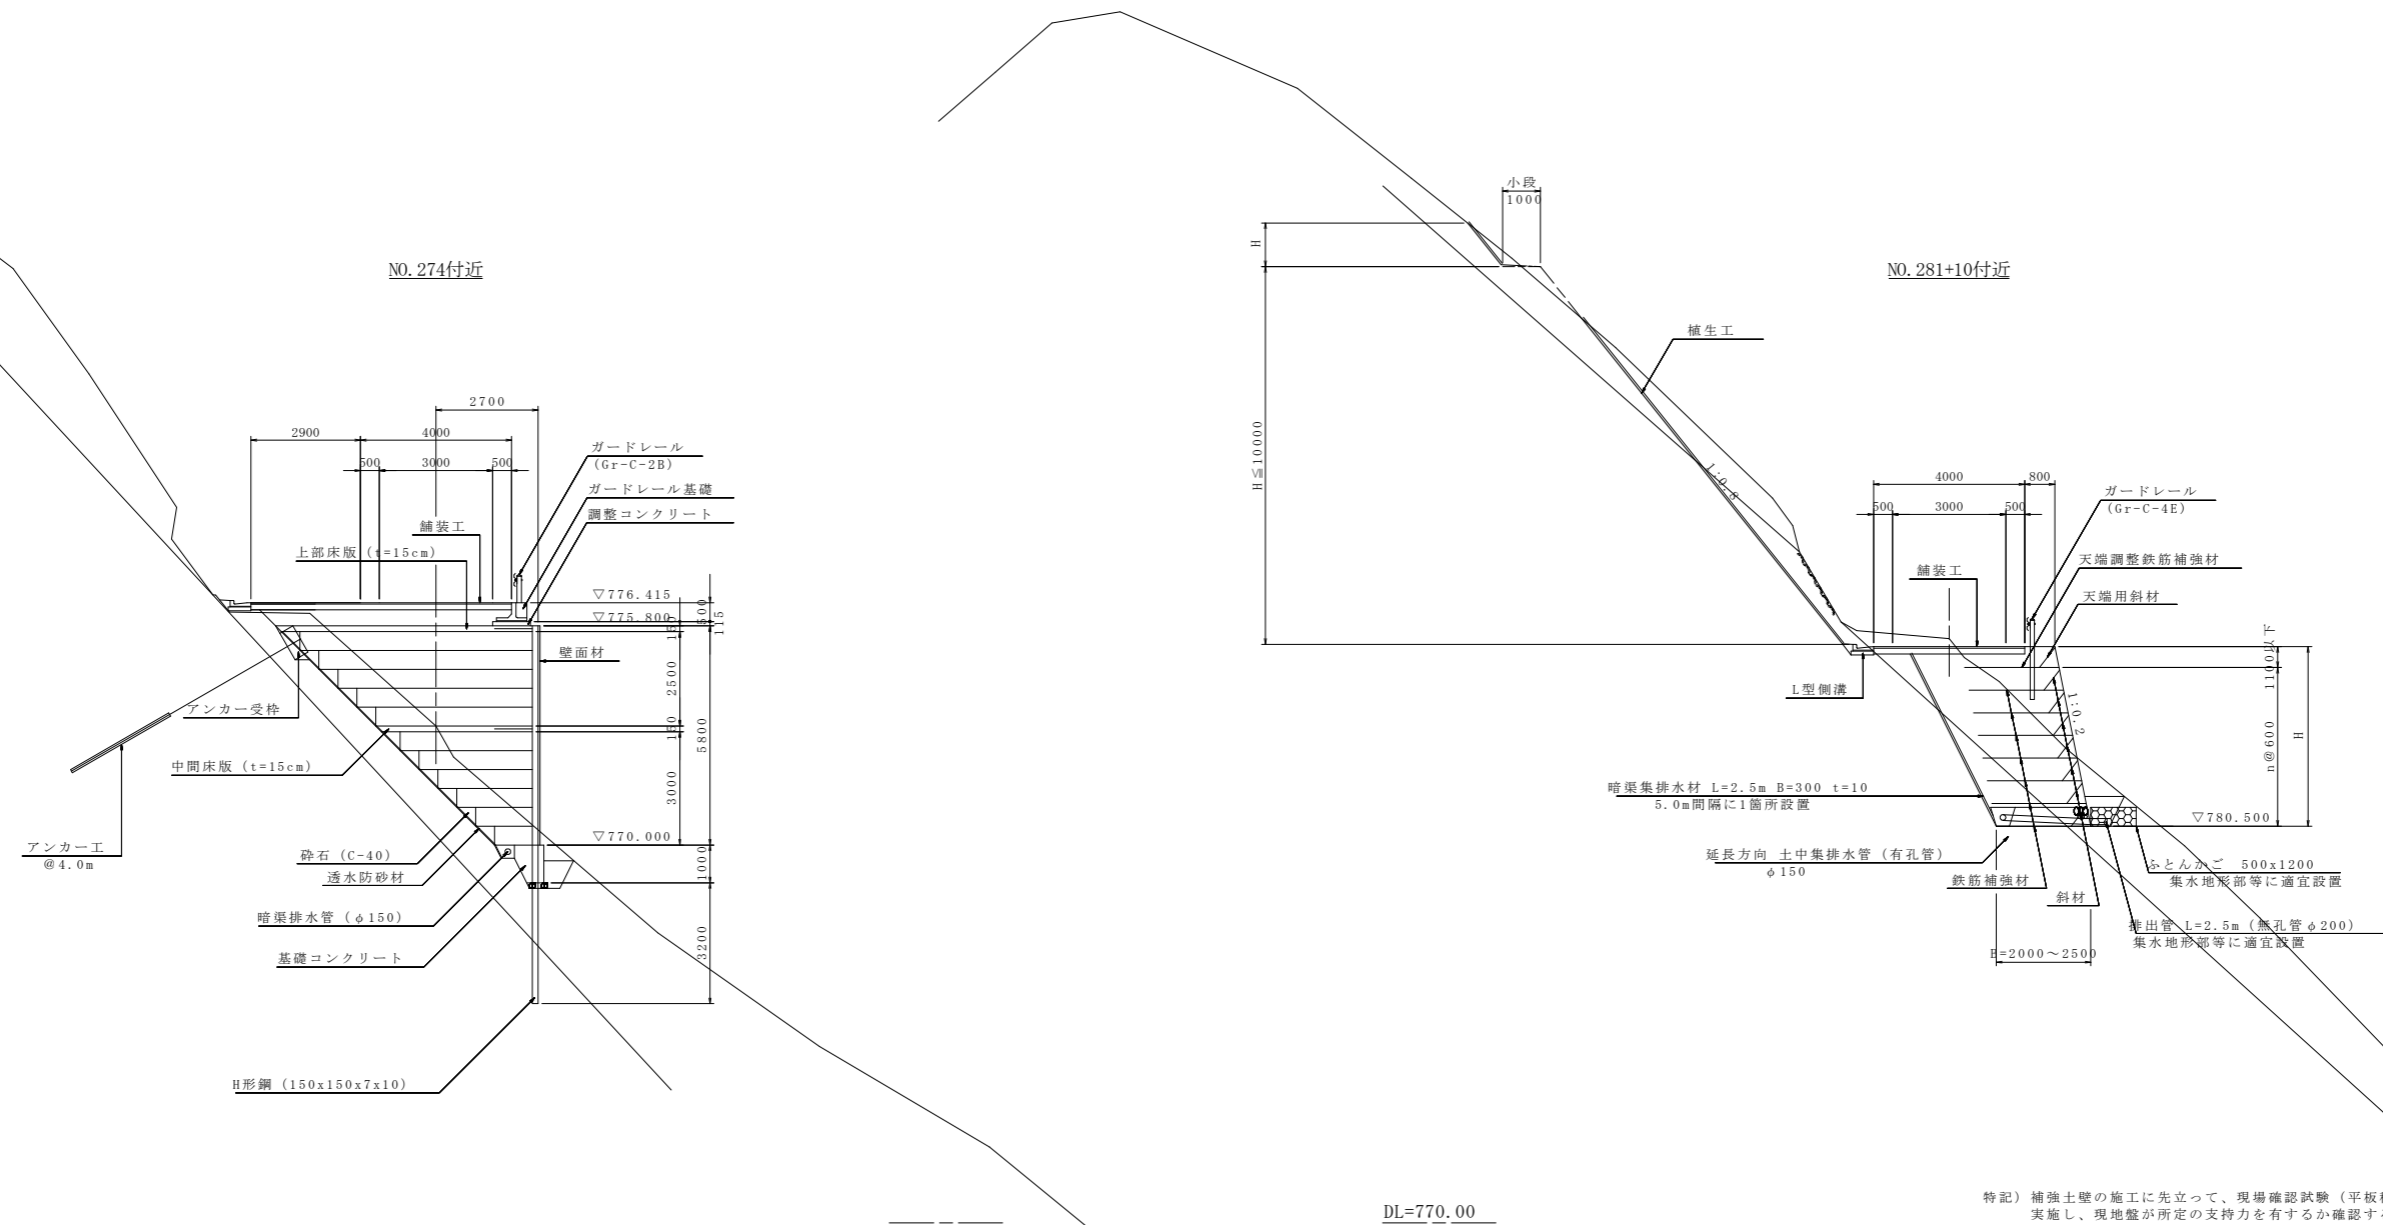 NO.274付近
2700
2900
4000
500
3000
500
ガードレール
(Gr-C-2B)
ガードレール基礎
調整コンクリート
舗装工
上部床版 (t=15cm)
▽776.415
▽775.800
500
115
150
壁面材
2500
アンカー受枠
150
5800
中間床版 (t=15cm)
3000
▽770.000
アンカー工
@4.0m
砕石 (C-40)
透水防砂材
1000
暗渠排水管 (φ150)
基礎コンクリート
3200
H形鋼 (150x150x7x10)
小段
1000
H
NO.281+10付近
植生工
H≦10000
1:0.8
4000
800
500
3000
500
ガードレール
(Gr-C-4E)
天端調整鉄筋補強材
舗装工
天端用斜材
1100以下
L型側溝
1:0.2
n@600
H
暗渠集排水材 L=2.5m B=300 t=10
5.0m間隔に1箇所設置
▽780.500
延長方向 土中集排水管 (有孔管)
φ150
ふとんかご 500x1200
集水地形部等に適宜設置
鉄筋補強材
斜材
排出管 L=2.5m (無孔管φ200)
集水地形部等に適宜設置
B=2000～2500
DL=770.00
特記) 補強土壁の施工に先立って、現場確認試験 (平板
実施し、現地盤が所定の支持力を有するか確認す